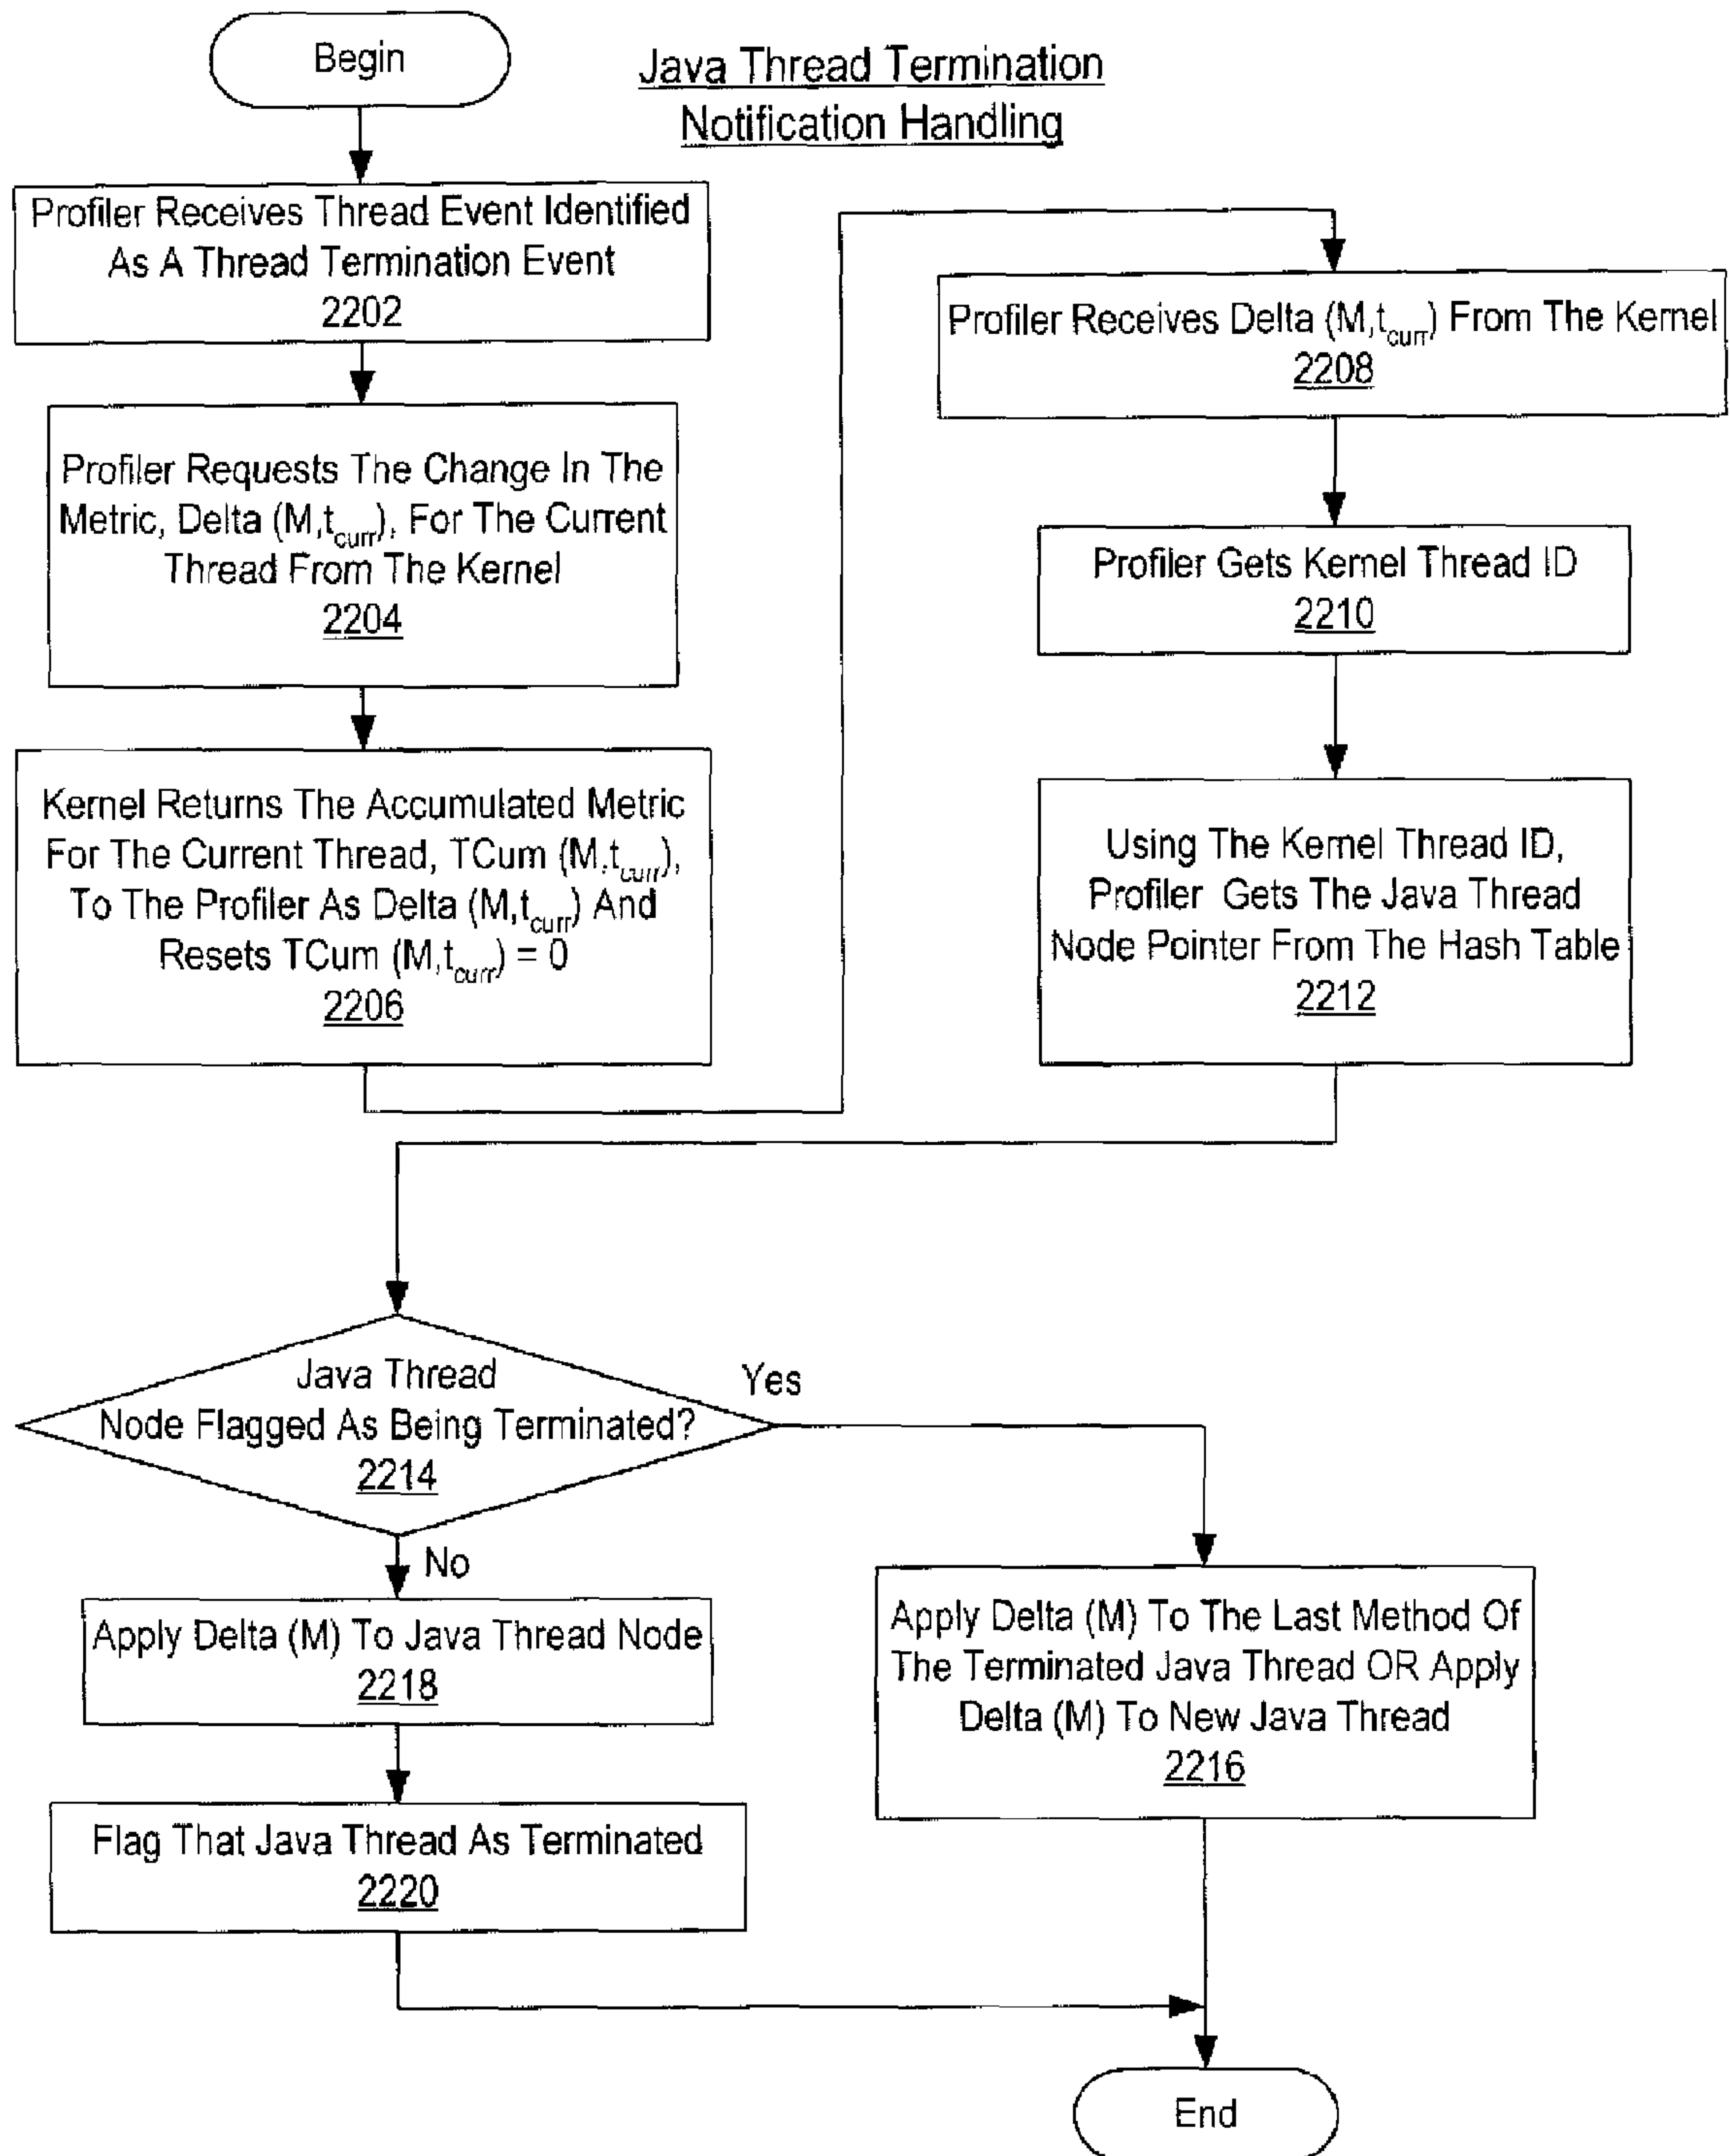 Begin
Java Thread Termination
Notification Handling
Profiler Receives Thread Event Identified
As A Thread Termination Event
2202
Profiler Requests The Change In The
Metric, Delta (M,tcurr), For The Current
Thread From The Kernel
2204
Kernel Returns The Accumulated Metric
For The Current Thread, TCum (M,tcurr),
To The Profiler As Delta (M,tcurr) And
Resets TCum (M,tcurr) = 0
2206
Profiler Receives Delta (M,tcurr) From The Kernel
2208
Profiler Gets Kernel Thread ID
2210
Using The Kernel Thread ID,
Profiler Gets The Java Thread
Node Pointer From The Hash Table
2212
Java Thread
Node Flagged As Being Terminated?
2214
Yes
No
Apply Delta (M) To Java Thread Node
2218
Flag That Java Thread As Terminated
2220
Apply Delta (M) To The Last Method Of
The Terminated Java Thread OR Apply
Delta (M) To New Java Thread
2216
End